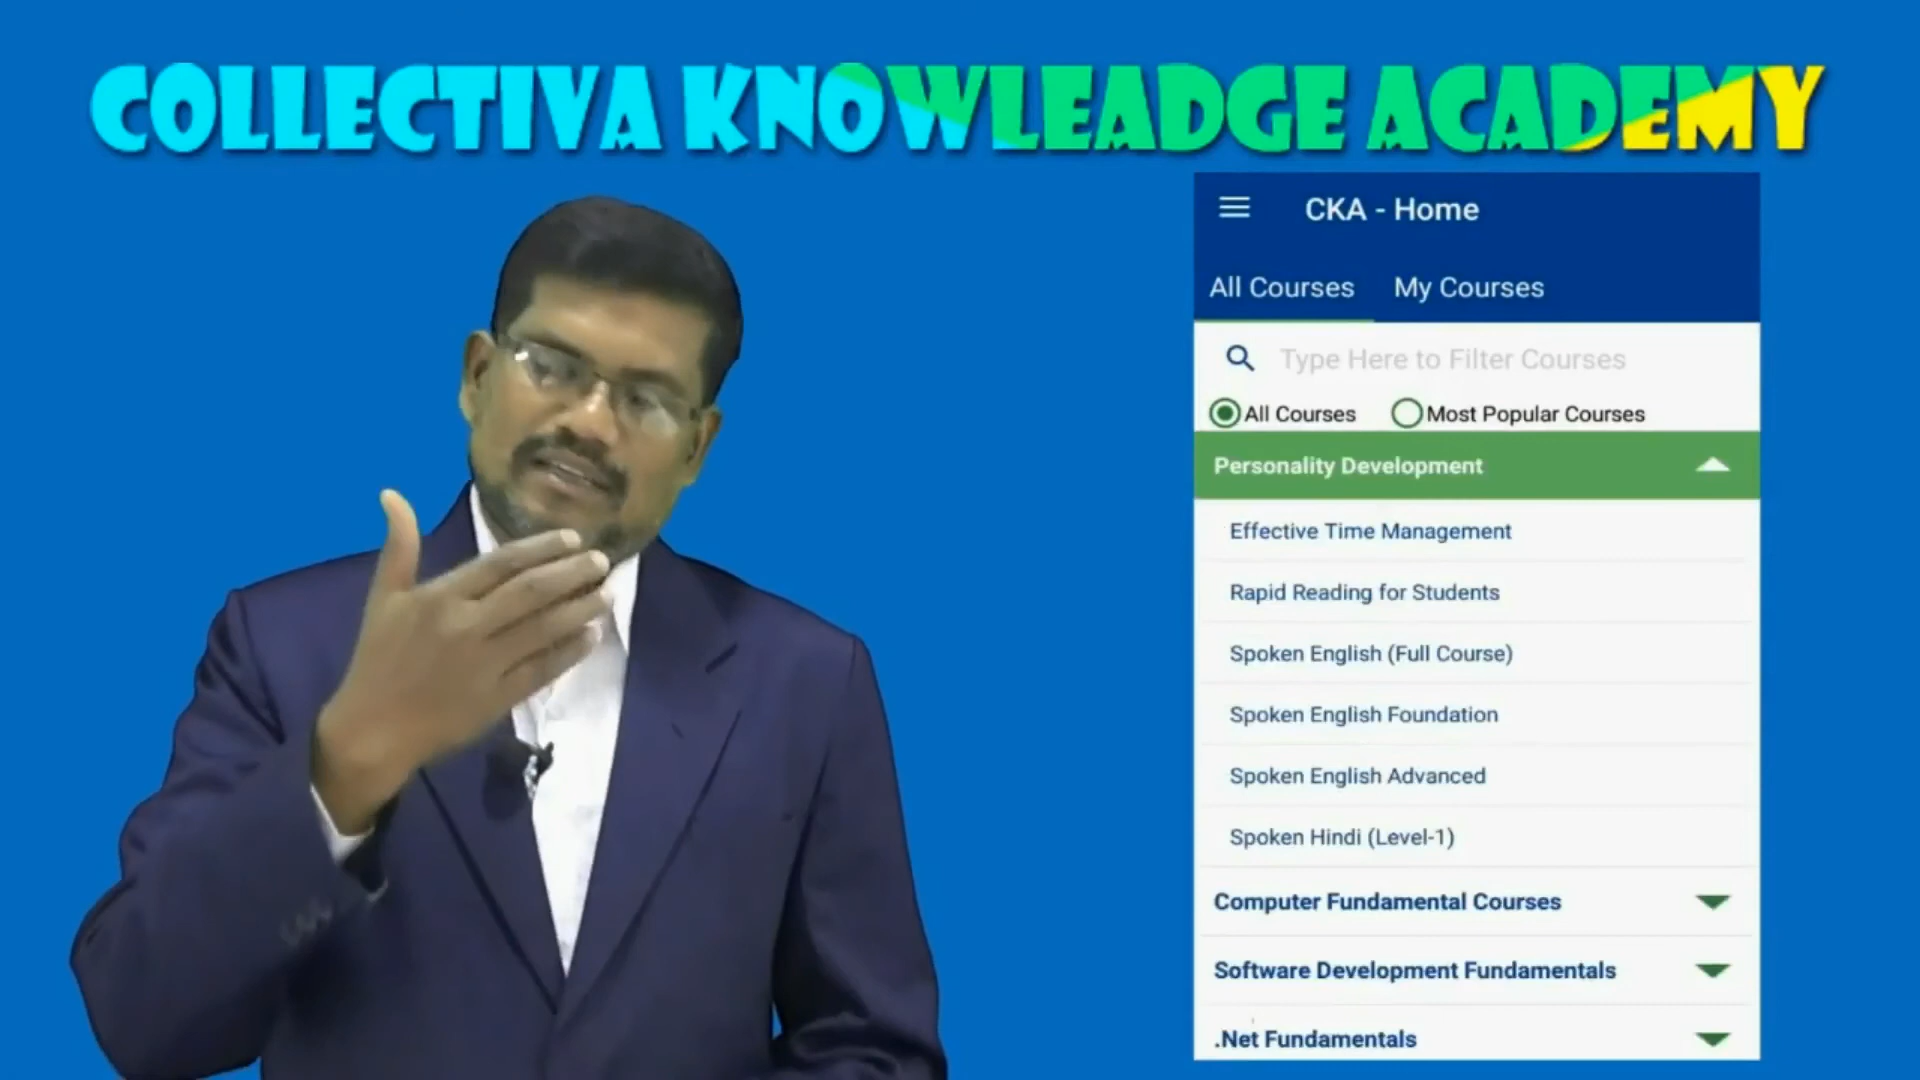 COLLECTIVA KNOWLEADGE ACADEMY
CKA - Home
All Courses My Courses
Type Here to Filter Courses
All Courses Most Popular Courses
Personality Development
Effective Time Management
Rapid Reading for Students
Spoken English (Full Course)
Spoken English Foundation
Spoken English Advanced
Spoken Hindi (Level-1)
Computer Fundamental Courses
Software Development Fundamentals
.Net Fundamentals